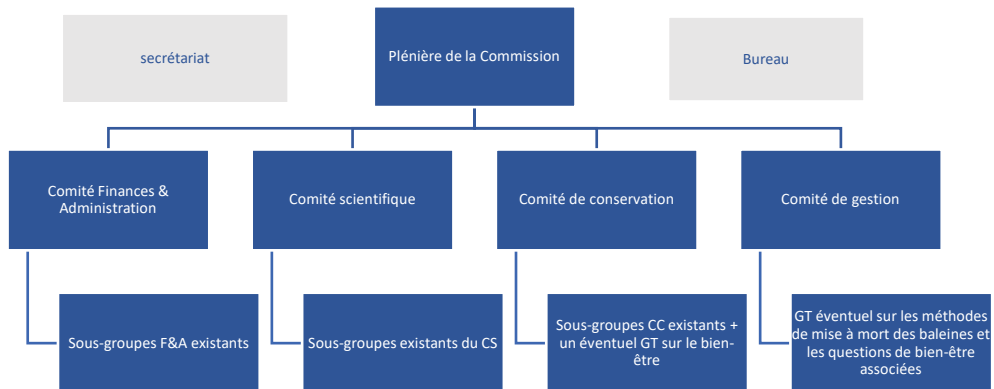 secrétariat
Plénière de la Commission
Bureau
Comité Finances &
Administration
Comité scientifique
Comité de conservation
Comité de gestion
Sous-groupes F&A existants
Sous-groupes existants du CS
Sous-groupes CC existants +
un éventuel GT sur le bien-
être
GT éventuel sur les méthodes
de mise à mort des baleines et
les questions de bien-être
associées